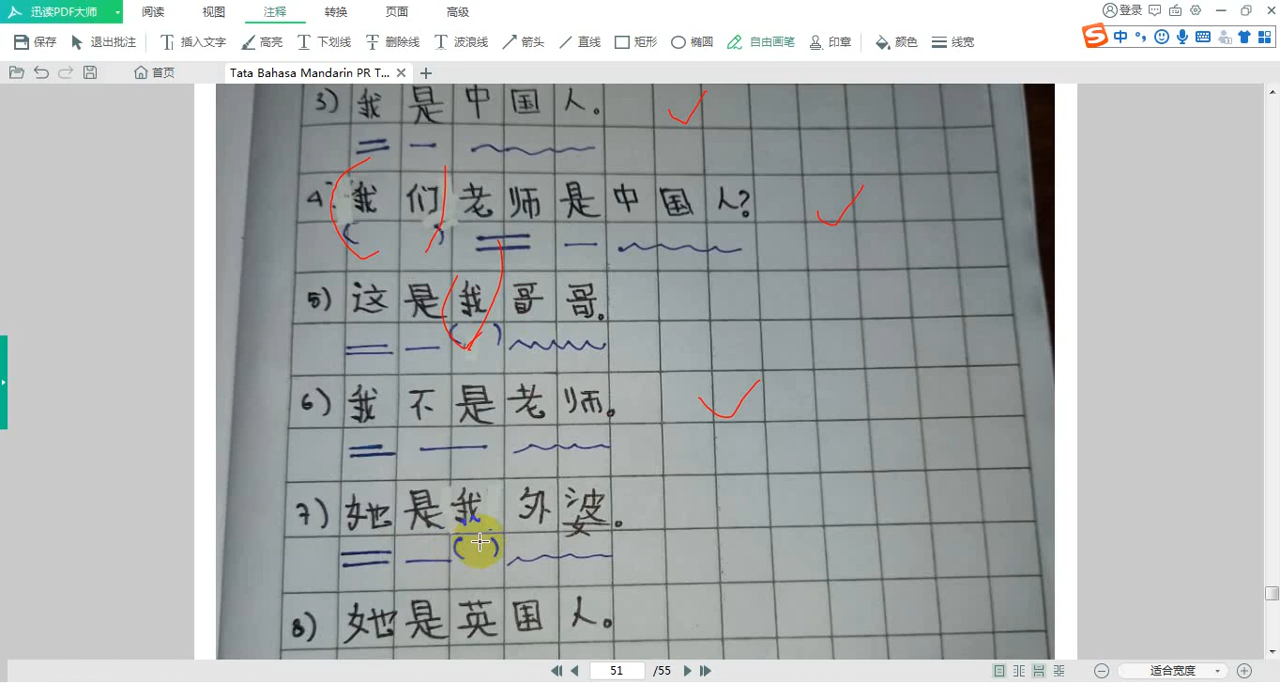 迅读PDF大师 阅读 视图 注释 转换 页面 高级 登录
保存 退出批注 插入文字 高亮 下划线 删除线 波浪线 箭头 直线 矩形 椭圆 自由画笔 印章 颜色 线宽 中
首页 Tata Bahasa Mandarin PR T...
3) 我是中国人。
4. 我们老师是中国人?
( )
5) 这是我哥哥。
( )
6) 我不是老师。
7) 她是我外婆。
( )
8) 她是英国人。
51 /55 适合宽度